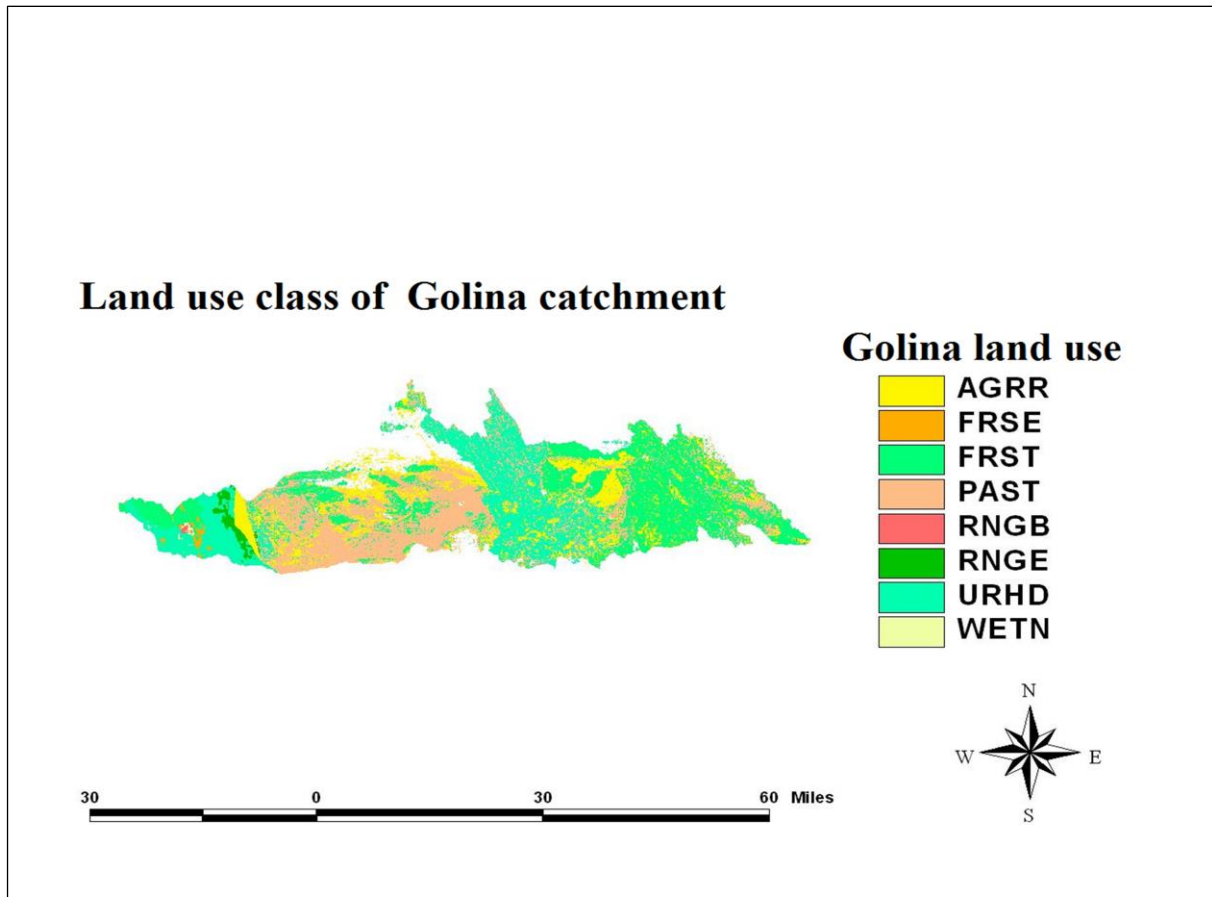 Land use class of Golina catchment
Golina land use
AGRR
FRSE
FRST
PAST
RNGB
RNGE
URHD
WETN
N
W E
S
30 0 30 60 Miles